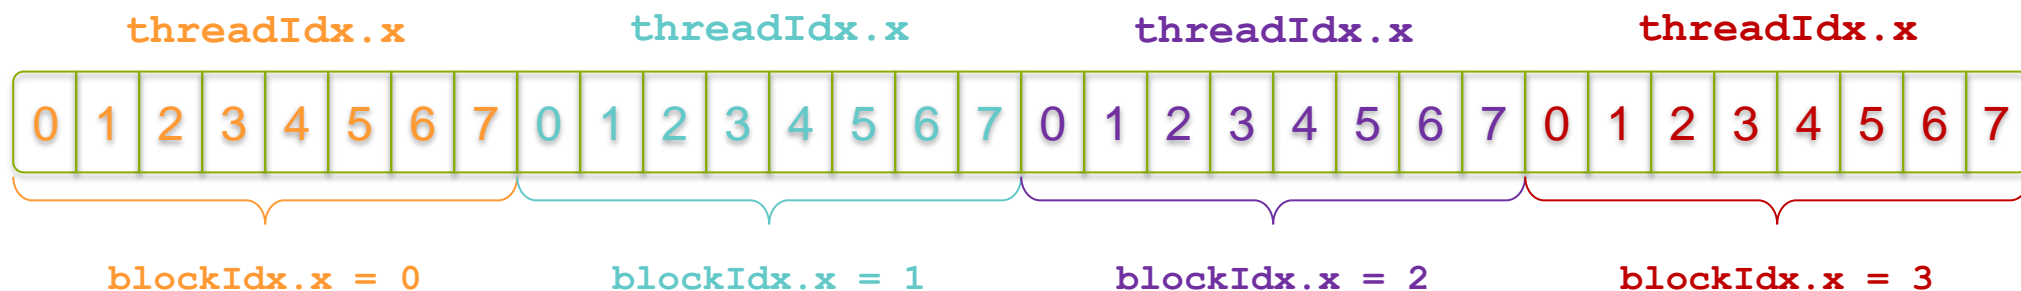 threadIdx.x threadIdx.x threadIdx.x threadIdx.x
0 1 2 3 4 5 6 7 0 1 2 3 4 5 6 7 0 1 2 3 4 5 6 7 0 1 2 3 4 5 6 7
blockIdx.x = 0 blockIdx.x = 1 blockIdx.x = 2 blockIdx.x = 3